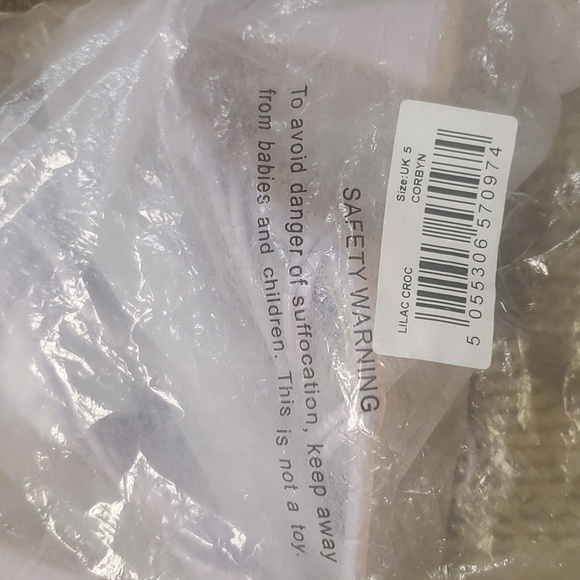 SAFETY WARNING
To avoid danger of suffocation, keep away
from babies and children. This is not a toy.
Size:UK 5
CORBYN
LILAC CROC
5 055306 570974